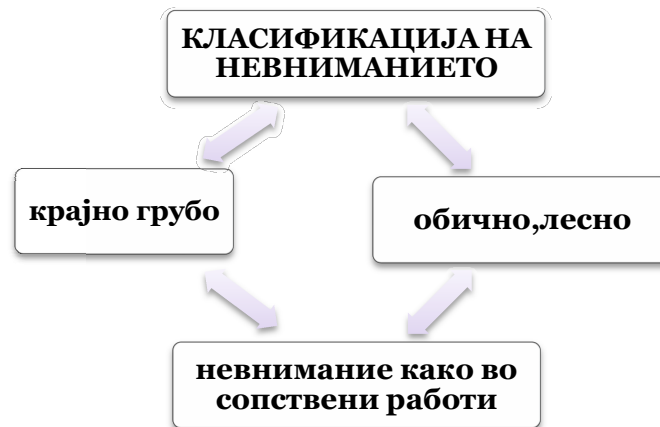 КЛАСИФИКАЦИЈА НА
НЕВНИМАНИЕТО
крајно грубо
обично,лесно
невнимание како во
сопствени работи